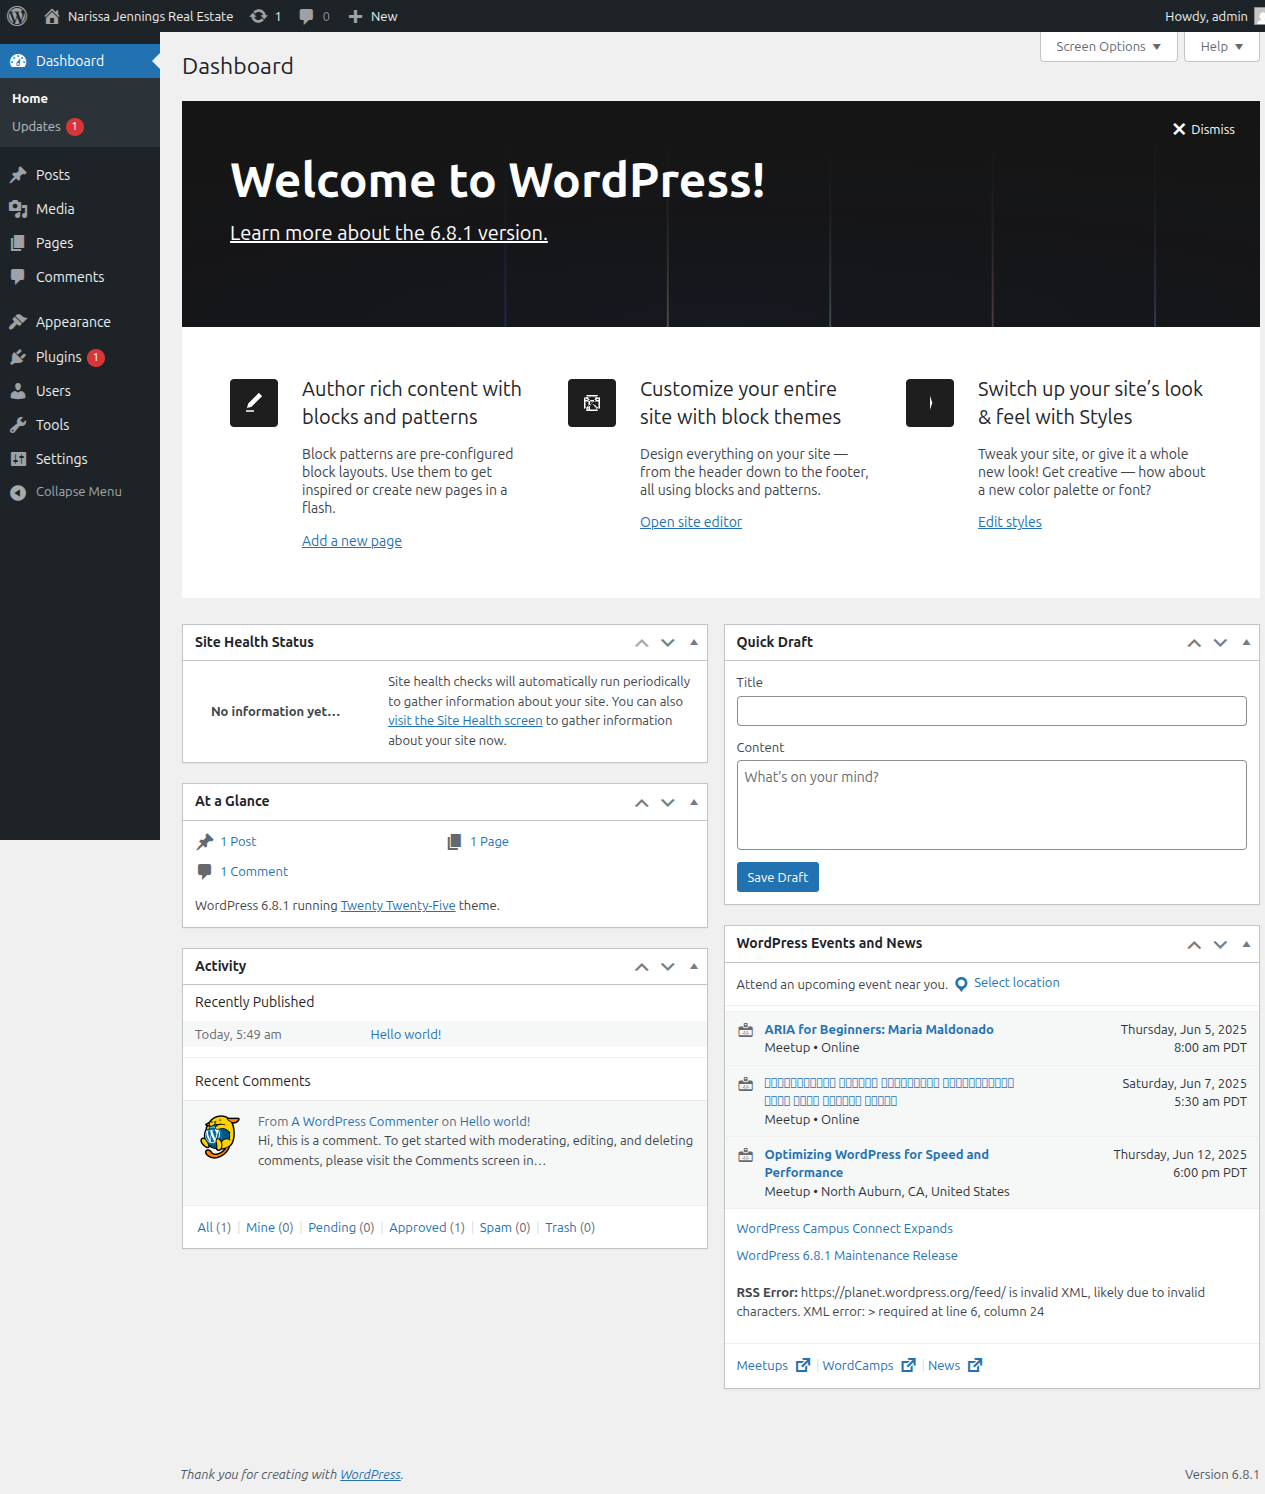 Narissa Jennings Real Estate 1 0 New Howdy, admin
Dashboard
Home
Updates 1
Posts
Media
Pages
Comments
Appearance
Plugins 1
Users
Tools
Settings
Collapse Menu
Screen Options Help
Dashboard
Dismiss
Welcome to WordPress!
Learn more about the 6.8.1 version.
Author rich content with
blocks and patterns
Block patterns are pre-configured
block layouts. Use them to get
inspired or create new pages in a
flash.
Add a new page
Customize your entire
site with block themes
Design everything on your site —
from the header down to the footer,
all using blocks and patterns.
Open site editor
Switch up your site’s look
& feel with Styles
Tweak your site, or give it a whole
new look! Get creative — how about
a new color palette or font?
Edit styles
Site Health Status
No information yet…
Site health checks will automatically run periodically
to gather information about your site. You can also
visit the Site Health screen to gather information
about your site now.
At a Glance
1 Post 1 Page
1 Comment
WordPress 6.8.1 running Twenty Twenty-Five theme.
Activity
Recently Published
Today, 5:49 am Hello world!
Recent Comments
From A WordPress Commenter on Hello world!
Hi, this is a comment. To get started with moderating, editing, and deleting
comments, please visit the Comments screen in…
All (1) | Mine (0) | Pending (0) | Approved (1) | Spam (0) | Trash (0)
Quick Draft
Title
Content
What’s on your mind?
Save Draft
WordPress Events and News
Attend an upcoming event near you. Select location
ARIA for Beginners: Maria Maldonado Thursday, Jun 5, 2025
Meetup • Online 8:00 am PDT
Saturday, Jun 7, 2025
5:30 am PDT
Meetup • Online
Optimizing WordPress for Speed and Thursday, Jun 12, 2025
Performance 6:00 pm PDT
Meetup • North Auburn, CA, United States
WordPress Campus Connect Expands
WordPress 6.8.1 Maintenance Release
RSS Error: https://planet.wordpress.org/feed/ is invalid XML, likely due to invalid
characters. XML error: > required at line 6, column 24
Meetups | WordCamps | News
Thank you for creating with WordPress. Version 6.8.1